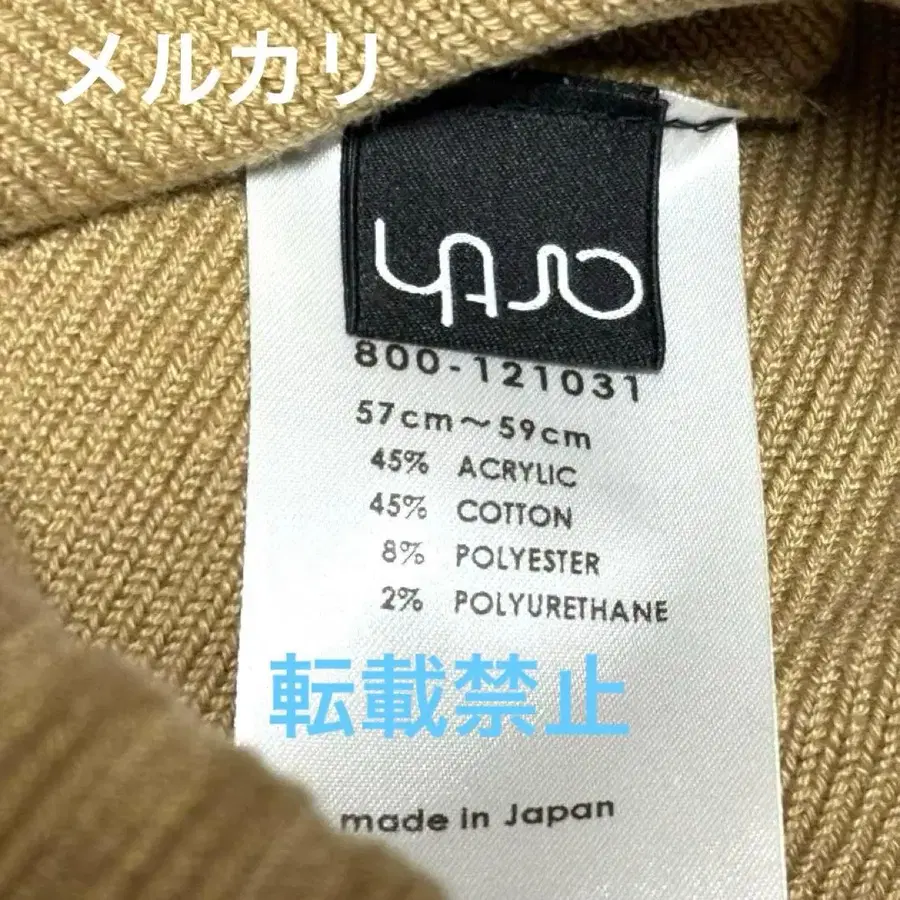 メルカリ
800-121031
57cm～59cm
45% ACRYLIC
45% COTTON
8% POLYESTER
2% POLYURETHANE
転載禁止
made in Japan